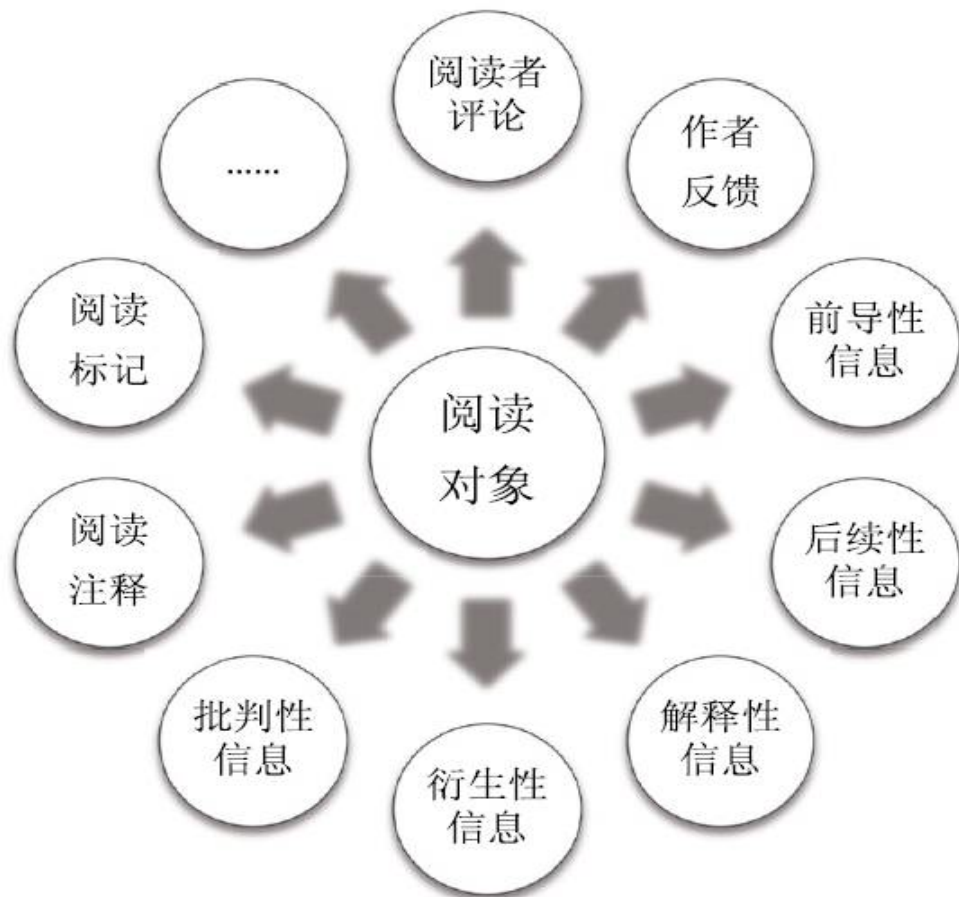 阅读者
评论
作者
反馈
前导性
信息
后续性
信息
解释性
信息
衍生性
信息
批判性
信息
阅读
注释
阅读
标记
......
阅读
对象